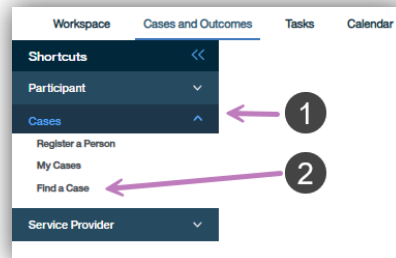 Workspace Cases and Outcomes Tasks Calendar
Shortcuts
Participant
Cases
1
Register a Person
My Cases
Find a Case
2
Service Provider